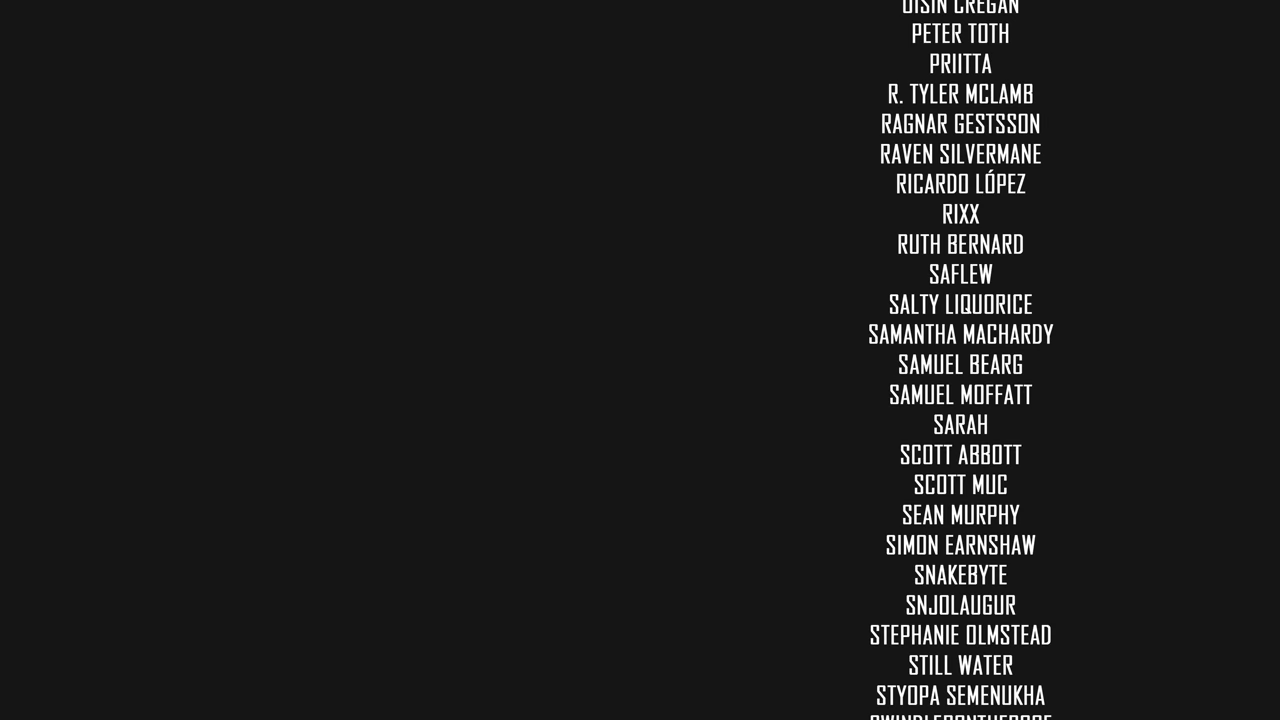 OISIN CREGAN
PETER TOTH
PRIITTA
R. TYLER MCLAMB
RAGNAR GESTSSON
RAVEN SILVERMANE
RICARDO LÓPEZ
RIXX
RUTH BERNARD
SAFLEW
SALTY LIQUORICE
SAMANTHA MACHARDY
SAMUEL BEARG
SAMUEL MOFFATT
SARAH
SCOTT ABBOTT
SCOTT MUC
SEAN MURPHY
SIMON EARNSHAW
SNAKEBYTE
SNJOLAUGUR
STEPHANIE OLMSTEAD
STILL WATER
STYOPA SEMENUKHA